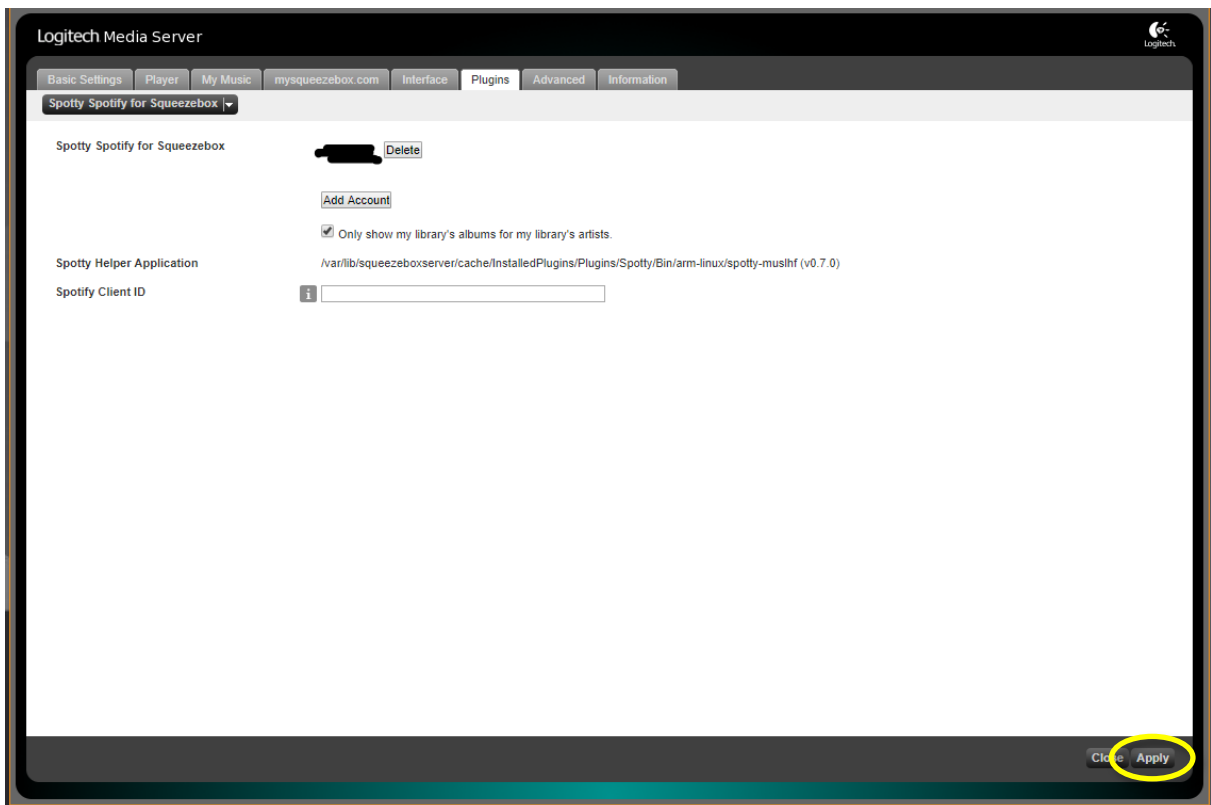 Logitech Media Server
Logitech
Basic Settings Player My Music mysqueezebox.com Interface Plugins Advanced Information
Spotty Spotify for Squeezebox
Spotty Spotify for Squeezebox Delete
Add Account
Only show my library's albums for my library's artists.
Spotty Helper Application /var/lib/squeezeboxserver/cache/InstalledPlugins/Plugins/Spotty/Bin/arm-linux/spotty-muslhf (v0.7.0)
Spotify Client ID i
Close Apply